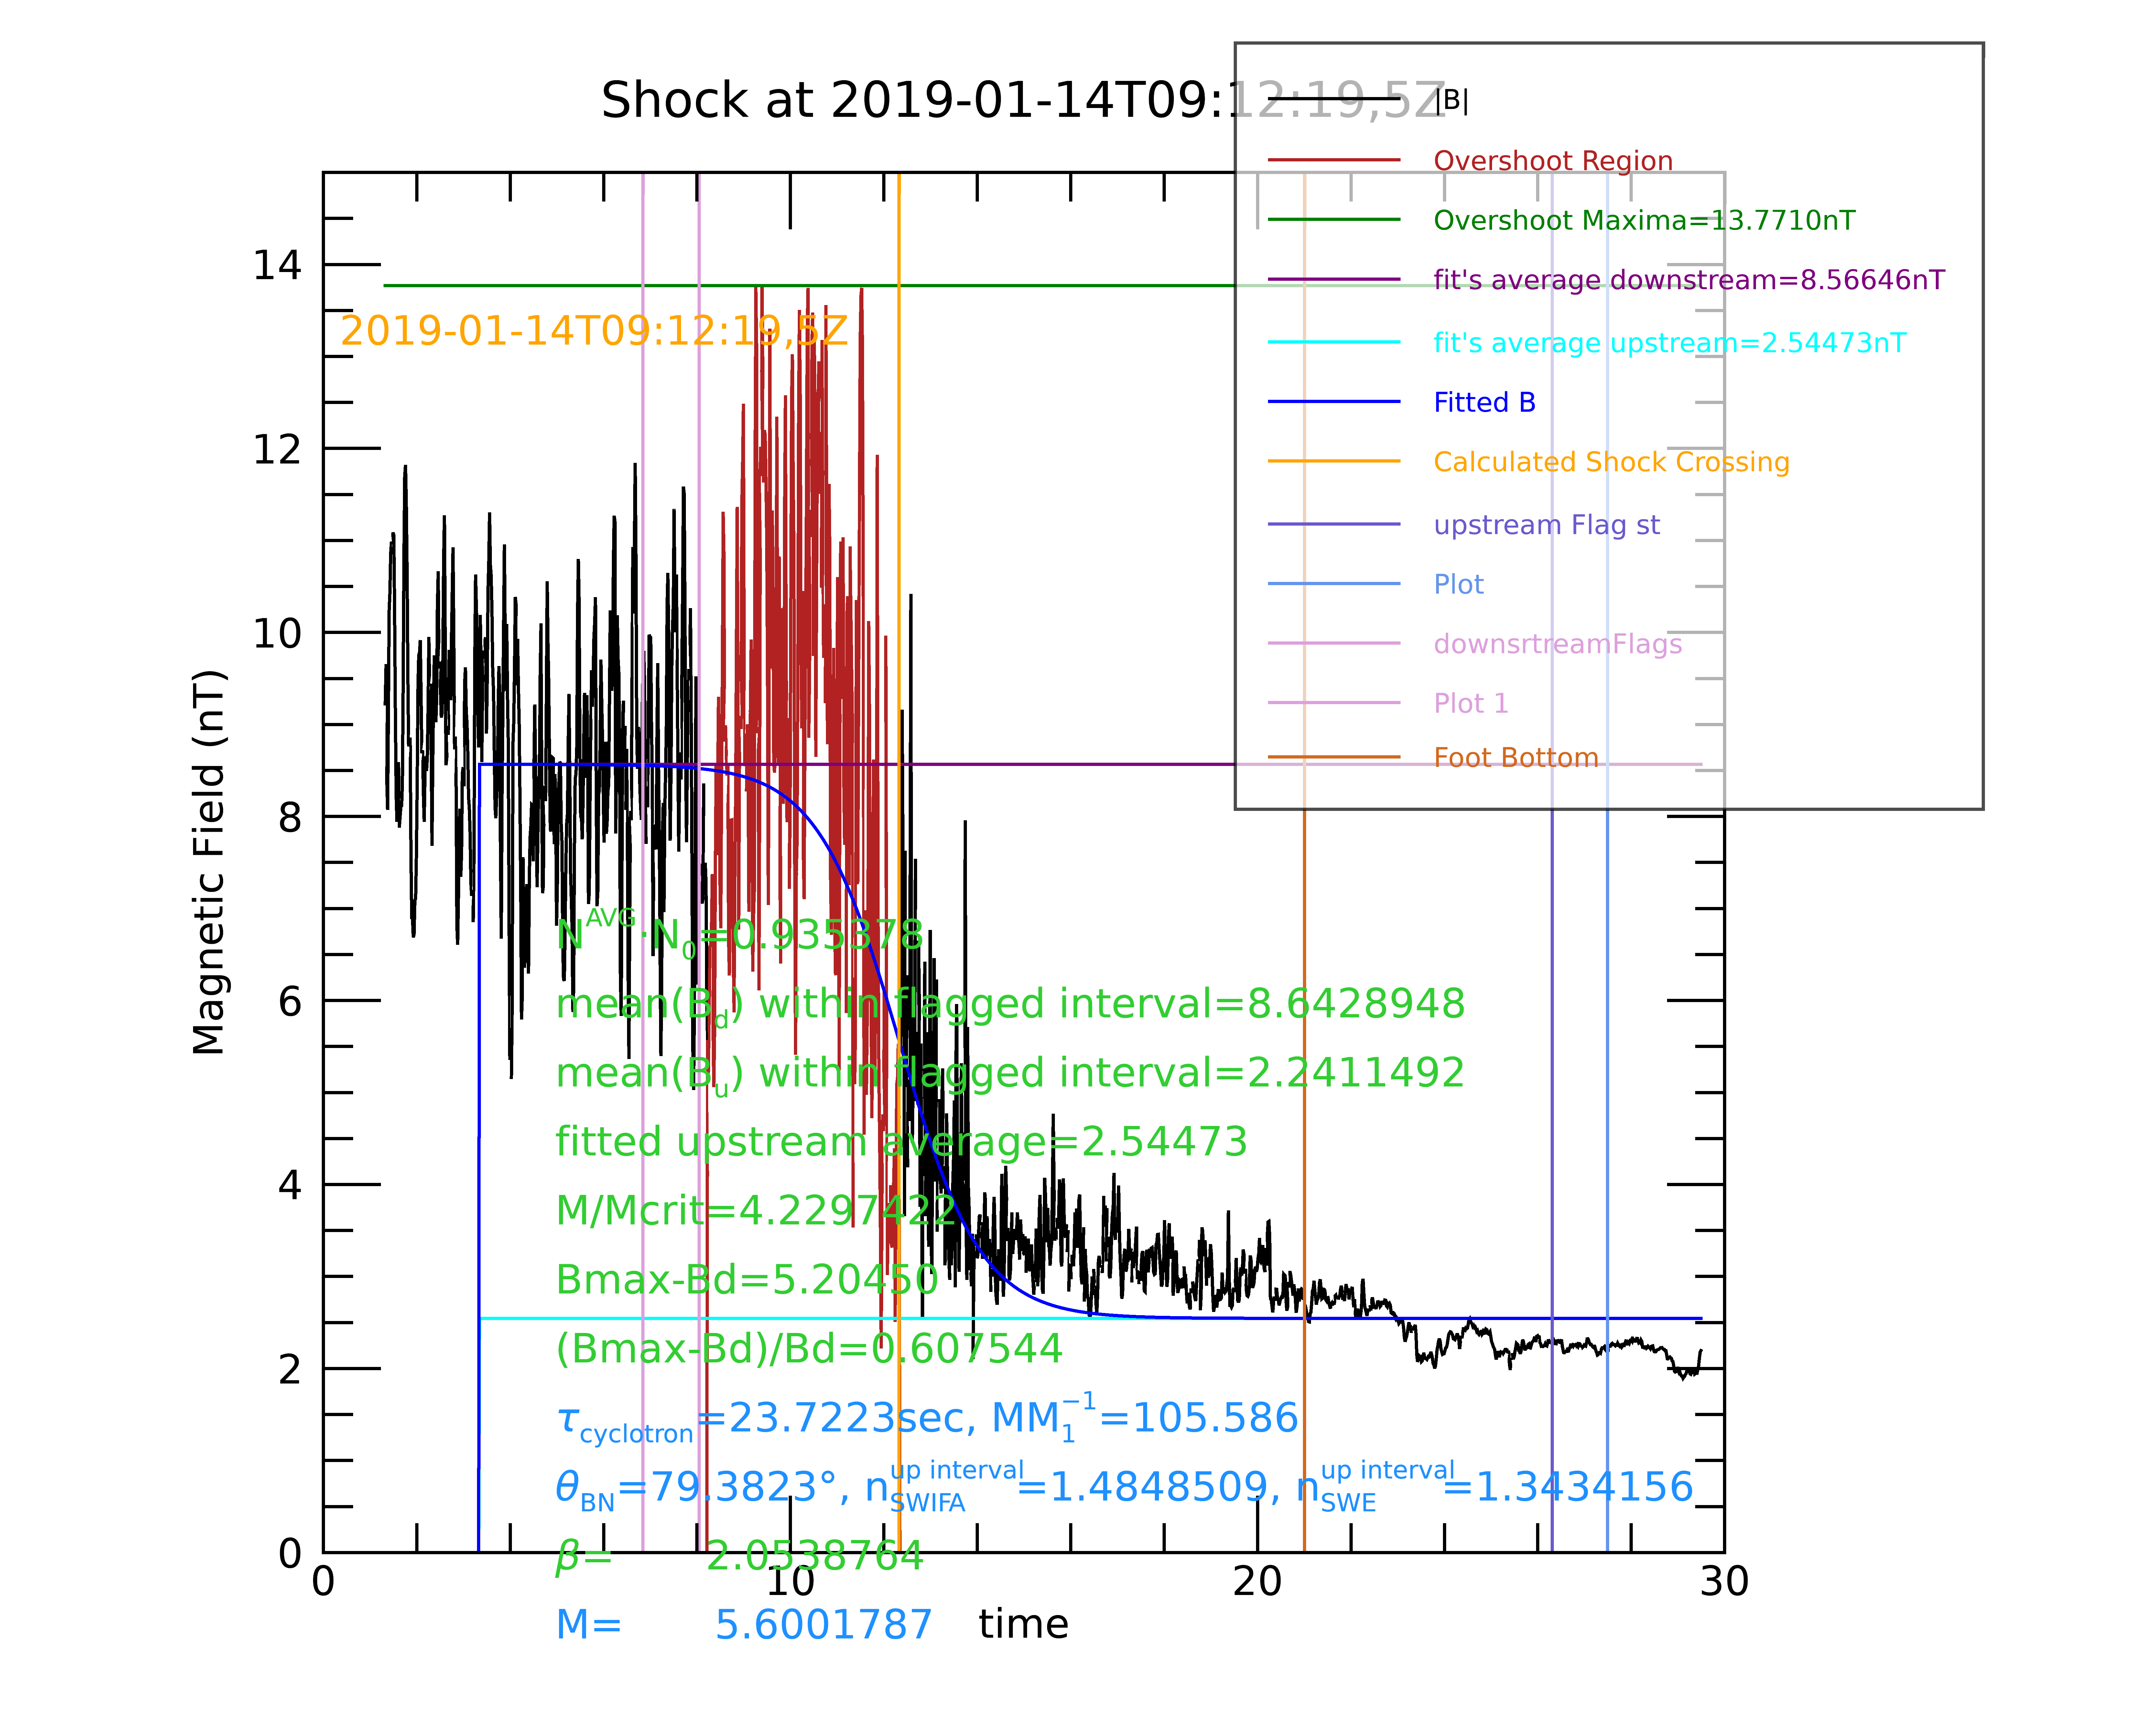 Shock at 2019-01-14T09:12:19,5Z
|B|
Overshoot Region
Overshoot Maxima=13.7710nT
fit's average downstream=8.56646nT
fit's average upstream=2.54473nT
Fitted B
Calculated Shock Crossing
upstream Flag st
Plot
downsrtreamFlags
Plot 1
Foot Bottom
2019-01-14T09:12:19,5Z
Magnetic Field (nT)
14
12
10
8
6
4
2
0
N^AVG·N_0=0.935378
mean(B_d) within flagged interval=8.6428948
mean(B_u) within flagged interval=2.2411492
fitted upstream average=2.54473
M/Mcrit=4.2297422
Bmax-Bd=5.20450
(Bmax-Bd)/Bd=0.607544
τ_cyclotron=23.7223sec, MM_1^−1=105.586
θ_BN=79.3823°, n_SWIFA^up interval=1.4848509, n_SWE^up interval=1.3434156
β= 2.0538764
M= 5.6001787
0 10 20 30
time